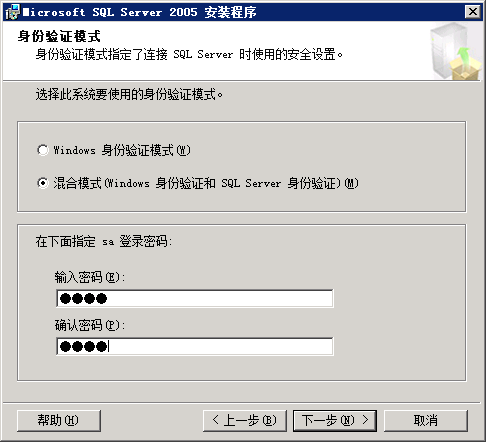 Microsoft SQL Server 2005 安装程序
身份验证模式
身份验证模式指定了连接 SQL Server 时使用的安全设置。
选择此系统要使用的身份验证模式。
Windows 身份验证模式(W)
混合模式(Windows 身份验证和 SQL Server 身份验证)(M)
在下面指定 sa 登录密码:
输入密码(E):
●●●●
确认密码(P):
●●●●
帮助(H)
< 上一步(B)
下一步(N) >
取消